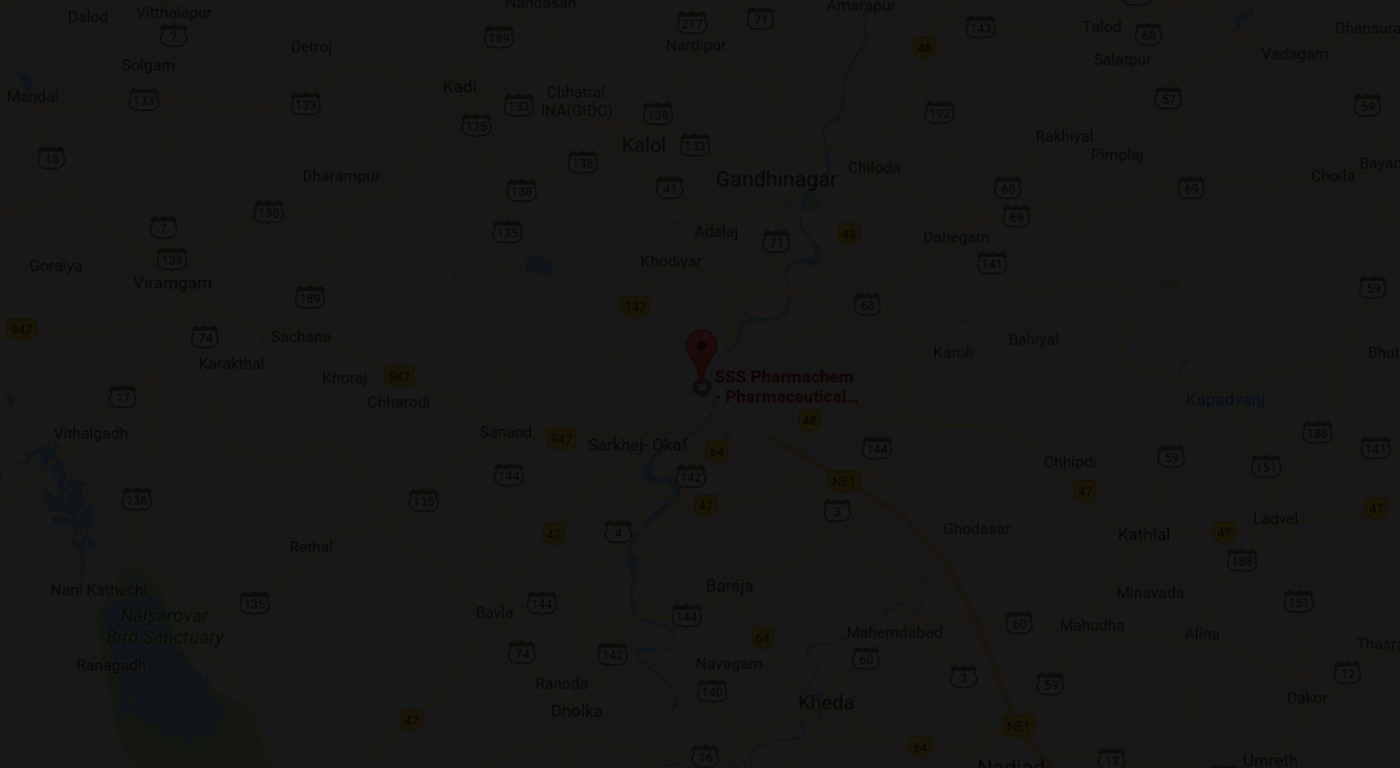 Nandasan
Amarapur
Dalod
Vitthalapur
217
71
143
Talod
Dhansura
7
189
48
68
Detroj
Nardipur
Vadagam
Solgam
Salatpur
Mandal
133
133
Kadi
133
Chhatral
INA(GIDC)
138
192
57
59
135
Kalol
133
Rakhiyal
18
138
Chiloda
Pimplaj
Bayad
Dharampur
138
41
Gandhinagar
68
69
Choila
138
69
7
135
Adalaj
71
48
Dahegam
138
Goraiya
Khodiyar
141
Viramgam
189
147
68
59
947
74
Sachana
Bahiyal
Karoli
Bhut
Karakthal
Khoraj
947
SSS Pharmachem
- Pharmaceutical...
17
Chharodi
Kapadvanj
48
Vithalgadh
Sanand
947
Sarkhej- Okaf
64
144
188
141
144
142
Chhipdi
59
151
136
135
47
NE1
47
47
4
3
Ghodasar
Kathlal
47
Ladvel
47
Rethal
188
Nani Kathechi
Bareja
Minavada
135
Bavla
144
144
151
Nalsarovar
Bird Sanctuary
64
Mahemdabad
60
Mahudha
Alina
Thasra
Ranagadh
74
142
Navagam
60
3
59
12
Ranoda
140
Dholka
Kheda
Dakor
47
NE1
16
64
Nadiad
12
Umreth